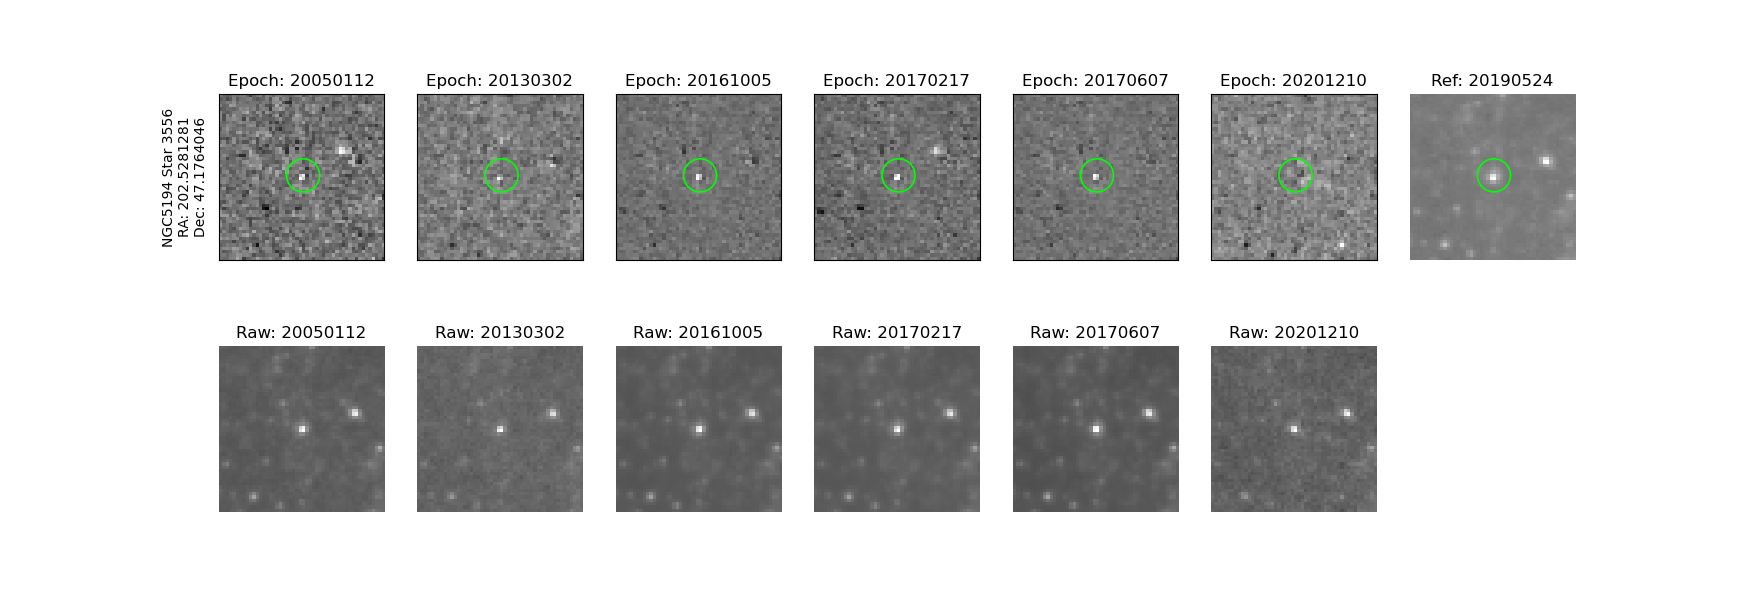 Epoch: 20050112
Epoch: 20130302
Epoch: 20161005
Epoch: 20170217
Epoch: 20170607
Epoch: 20201210
Ref: 20190524
NGC5194 Star 3556
RA: 202.5281281
Dec: 47.1764046
Raw: 20050112
Raw: 20130302
Raw: 20161005
Raw: 20170217
Raw: 20170607
Raw: 20201210